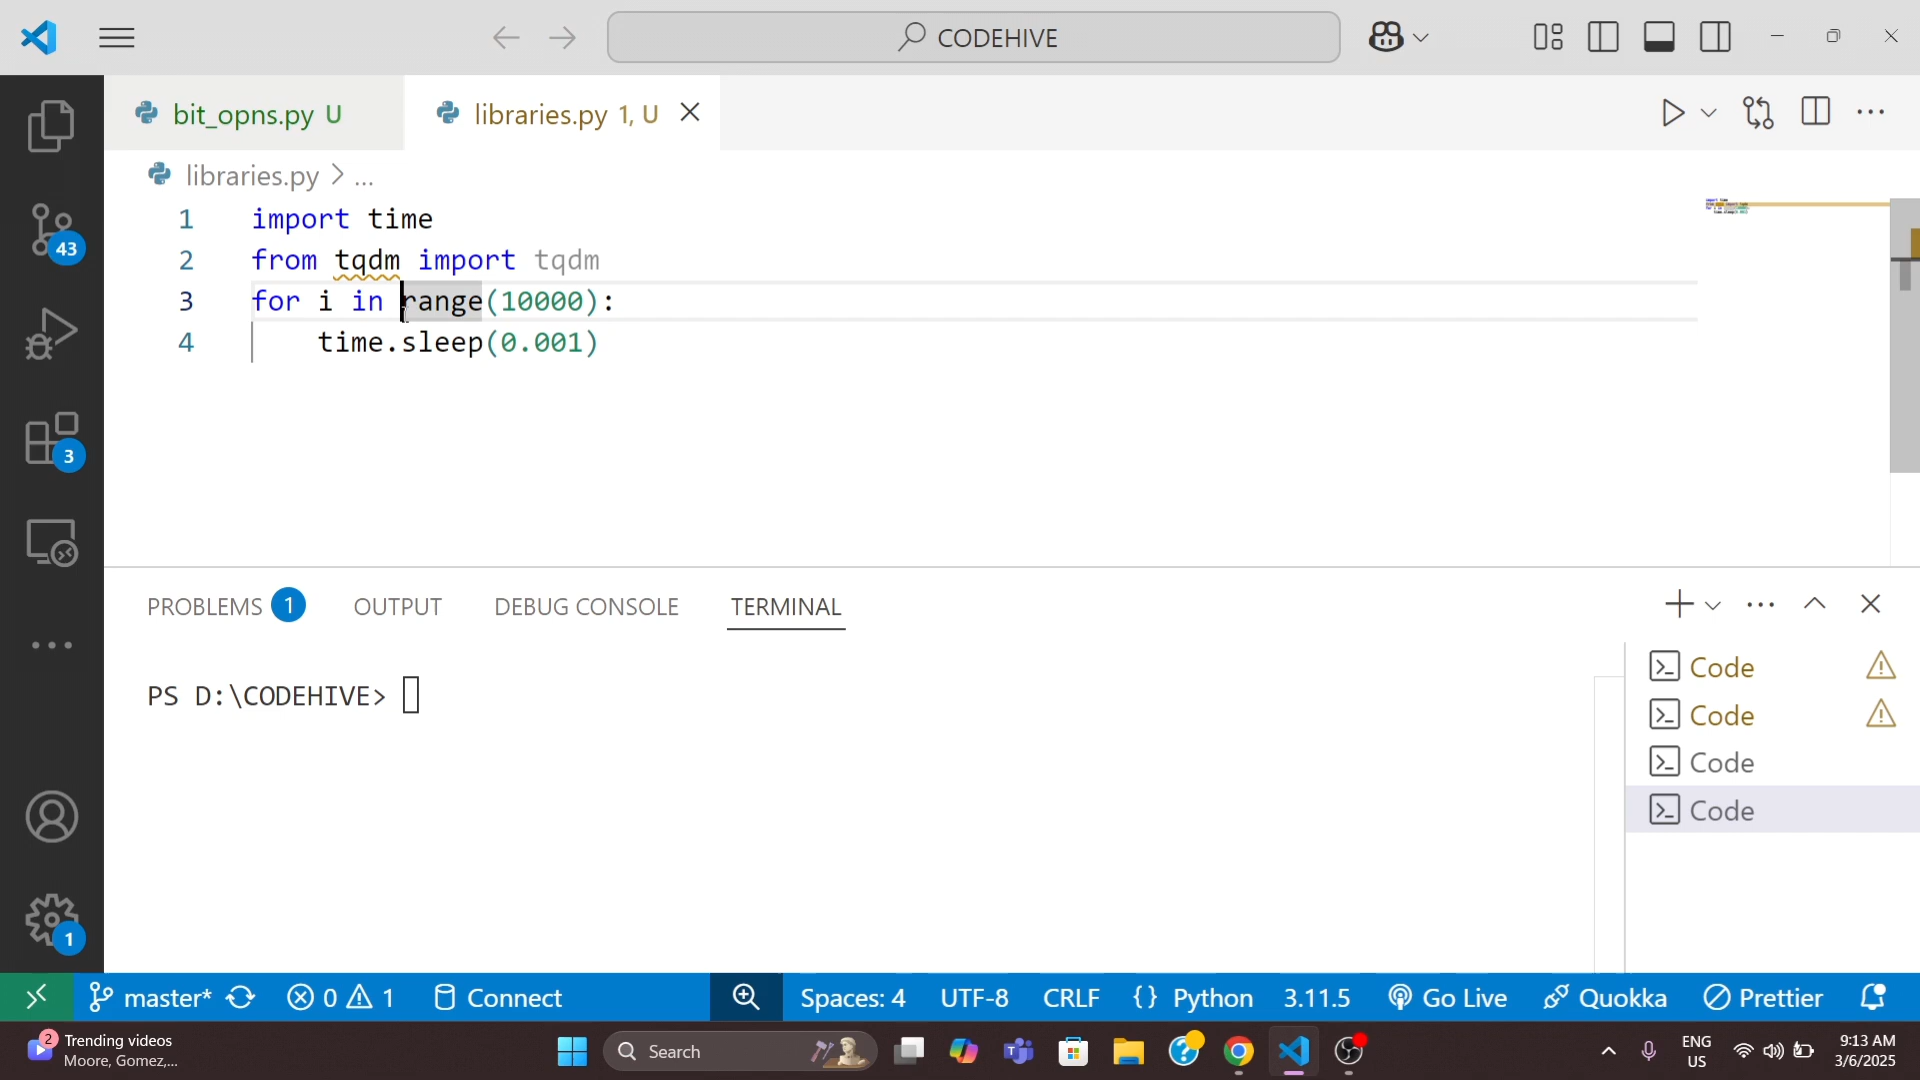 CODEHIVE
bit_opns.py U
libraries.py 1, U
libraries.py > ...
1 import time
2 from tqdm import tqdm
3 for i in range(10000):
4 time.sleep(0.001)
43
3
1
PROBLEMS 1 OUTPUT DEBUG CONSOLE TERMINAL
PS D:\CODEHIVE>
Code
Code
Code
Code
master* 0 1 Connect Spaces: 4 UTF-8 CRLF {} Python 3.11.5 Go Live Quokka Prettier
2 Trending videos
Moore, Gomez,...
Search
ENG
US
9:13 AM
3/6/2025